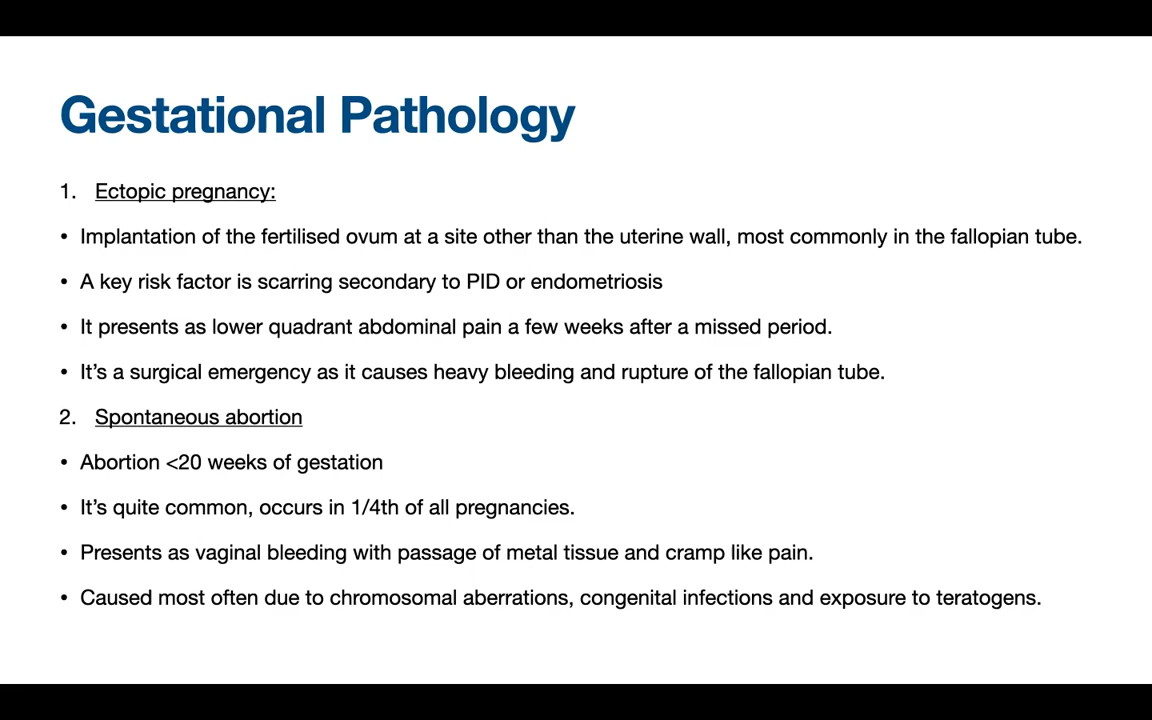 Gestational Pathology
1. Ectopic pregnancy:
• Implantation of the fertilised ovum at a site other than the uterine wall, most commonly in the fallopian tube.
• A key risk factor is scarring secondary to PID or endometriosis
• It presents as lower quadrant abdominal pain a few weeks after a missed period.
• It’s a surgical emergency as it causes heavy bleeding and rupture of the fallopian tube.
2. Spontaneous abortion
• Abortion <20 weeks of gestation
• It’s quite common, occurs in 1/4th of all pregnancies.
• Presents as vaginal bleeding with passage of metal tissue and cramp like pain.
• Caused most often due to chromosomal aberrations, congenital infections and exposure to teratogens.